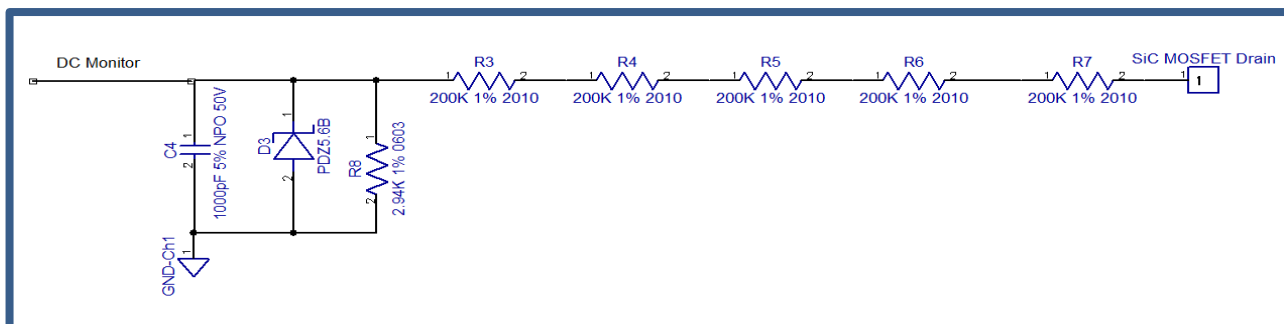 DC Monitor
C4
1000pF 5% NPO 50V
1
2
D3
PDZ5.6B
1
2
R8
2.94K 1% 0603
1
2
GND-Ch1
1
R3
1 2
200K 1% 2010
R4
1 2
200K 1% 2010
R5
1 2
200K 1% 2010
R6
1 2
200K 1% 2010
R7
1 2
200K 1% 2010
SiC MOSFET Drain
1
1